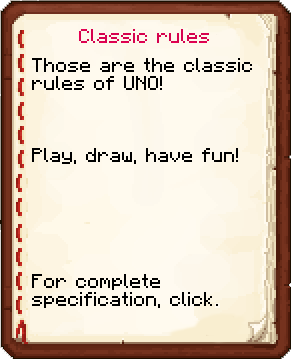 Classic rules
Those are the classic
rules of UNO!
Play, draw, have fun!
For complete
specification, click.